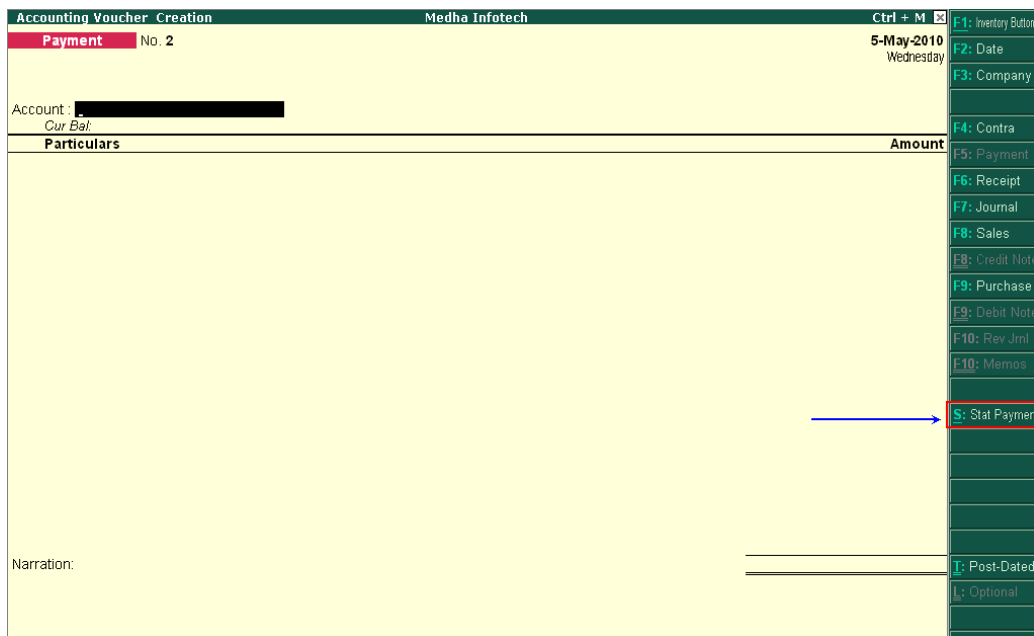 Accounting Voucher Creation Medha Infotech Ctrl + M
Payment No. 2 5-May-2010
Wednesday
Account :
Cur Bal:
Particulars Amount
Narration:
F1: Inventory Button
F2: Date
F3: Company
F4: Contra
F5: Payment
F6: Receipt
F7: Journal
F8: Sales
F8: Credit Note
F9: Purchase
F9: Debit Note
F10: Rev Jrnl
F10: Memos
S: Stat Paymen
T: Post-Dated
L: Optional